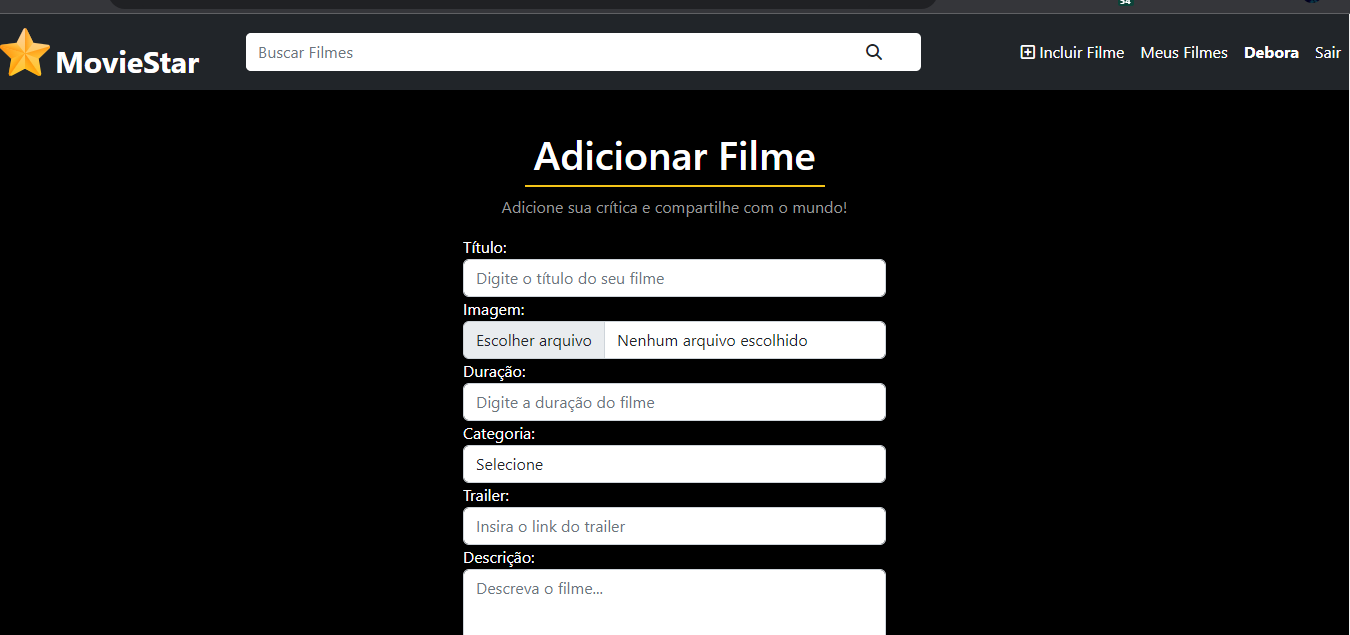 54
MovieStar
Buscar Filmes
Incluir Filme
Meus Filmes
Debora
Sair
Adicionar Filme
Adicione sua crítica e compartilhe com o mundo!
Título:
Digite o título do seu filme
Imagem:
Escolher arquivo
Nenhum arquivo escolhido
Duração:
Digite a duração do filme
Categoria:
Selecione
Trailer:
Insira o link do trailer
Descrição:
Descreva o filme...